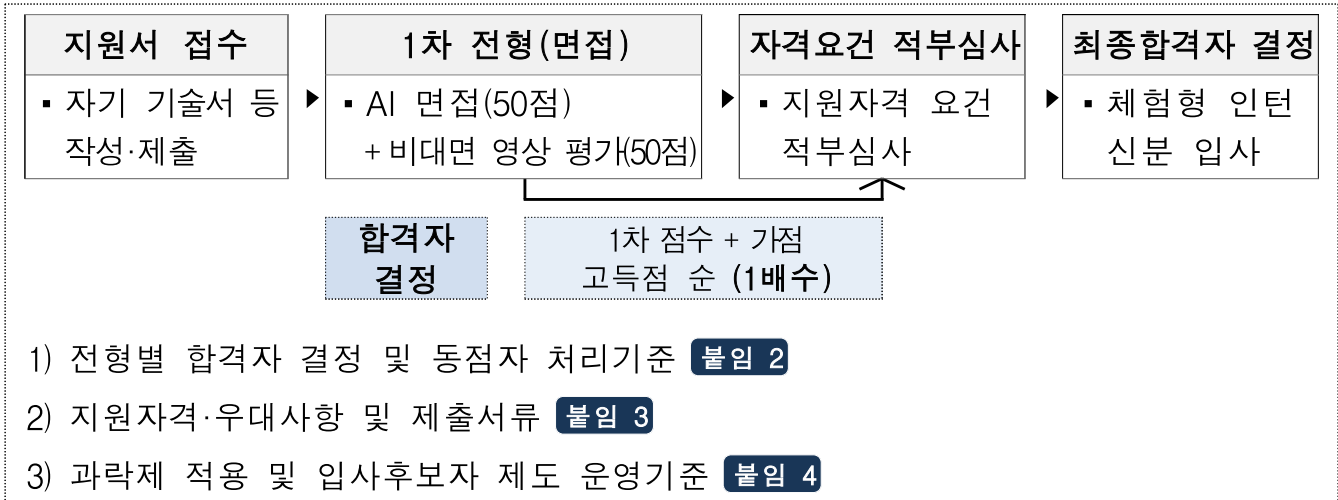 지원서 접수
▪ 자기 기술서 등
작성·제출
▶
1차 전형(면접)
▪ AI 면접(50점)
+비대면 영상 평가(50점)
▶
자격요건 적부심사
▪ 지원자격 요건
적부심사
▶
최종합격자 결정
▪ 체험형 인턴
신분 입사
합격자
결정
1차 점수 + 가점
고득점 순 (1배수)
1) 전형별 합격자 결정 및 동점자 처리기준 붙임 2
2) 지원자격·우대사항 및 제출서류 붙임 3
3) 과락제 적용 및 입사후보자 제도 운영기준 붙임 4